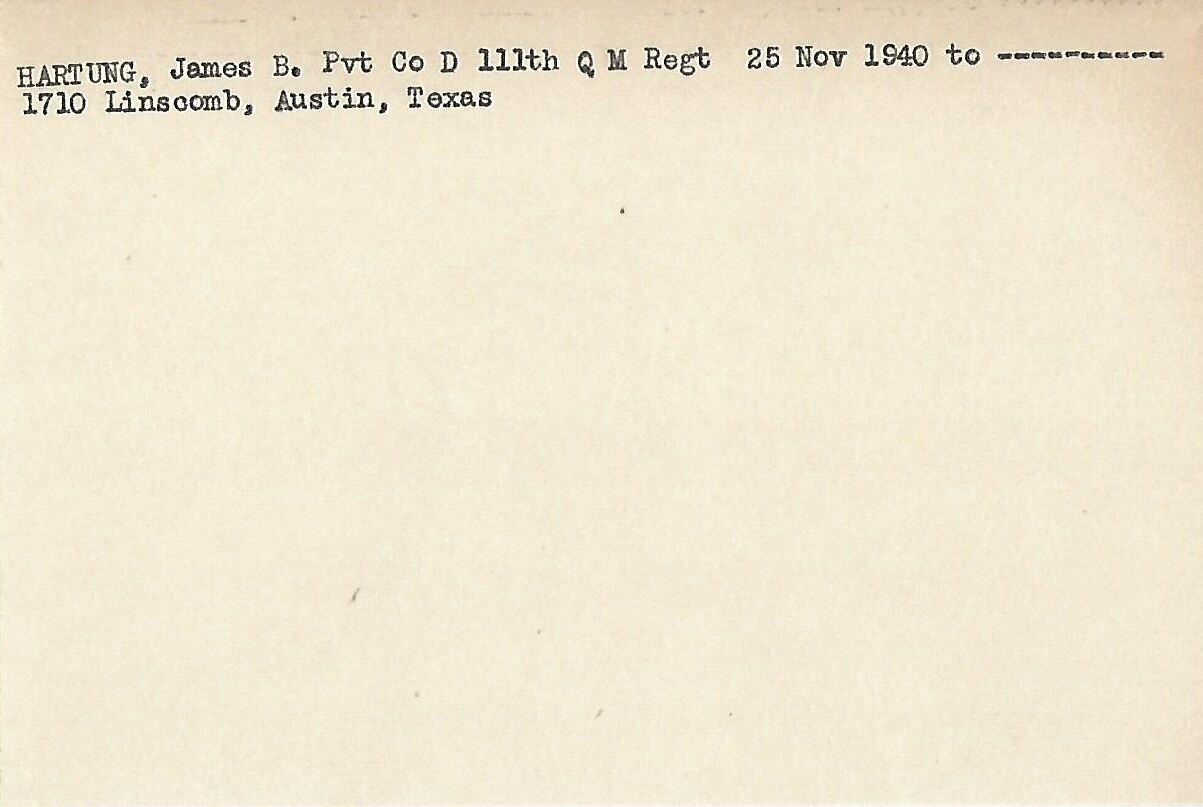 HARTUNG, James B. Pvt Co D 111th Q M Regt 25 Nov 1940 to ----------
1710 Linscomb, Austin, Texas